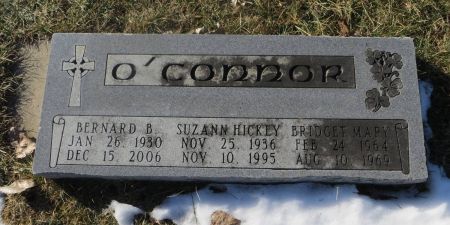 O'CONNOR
BERNARD B. SUZANN HICKEY BRIDGET MARY
JAN 26 1930 NOV 25 1936 FEB 24 1964
DEC 15 2006 NOV 10 1995 AUG 10 1969